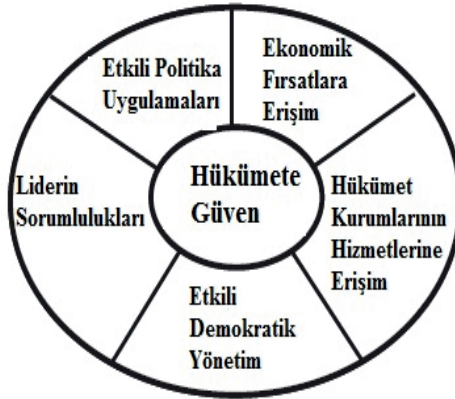 Etkili Politika
Uygulamaları
Ekonomik
Fırsatlara
Erişim
Liderin
Sorumlulukları
Hükümete
Güven
Hükümet
Kurumlarının
Hizmetlerine
Erişim
Etkili
Demokratik
Yönetim